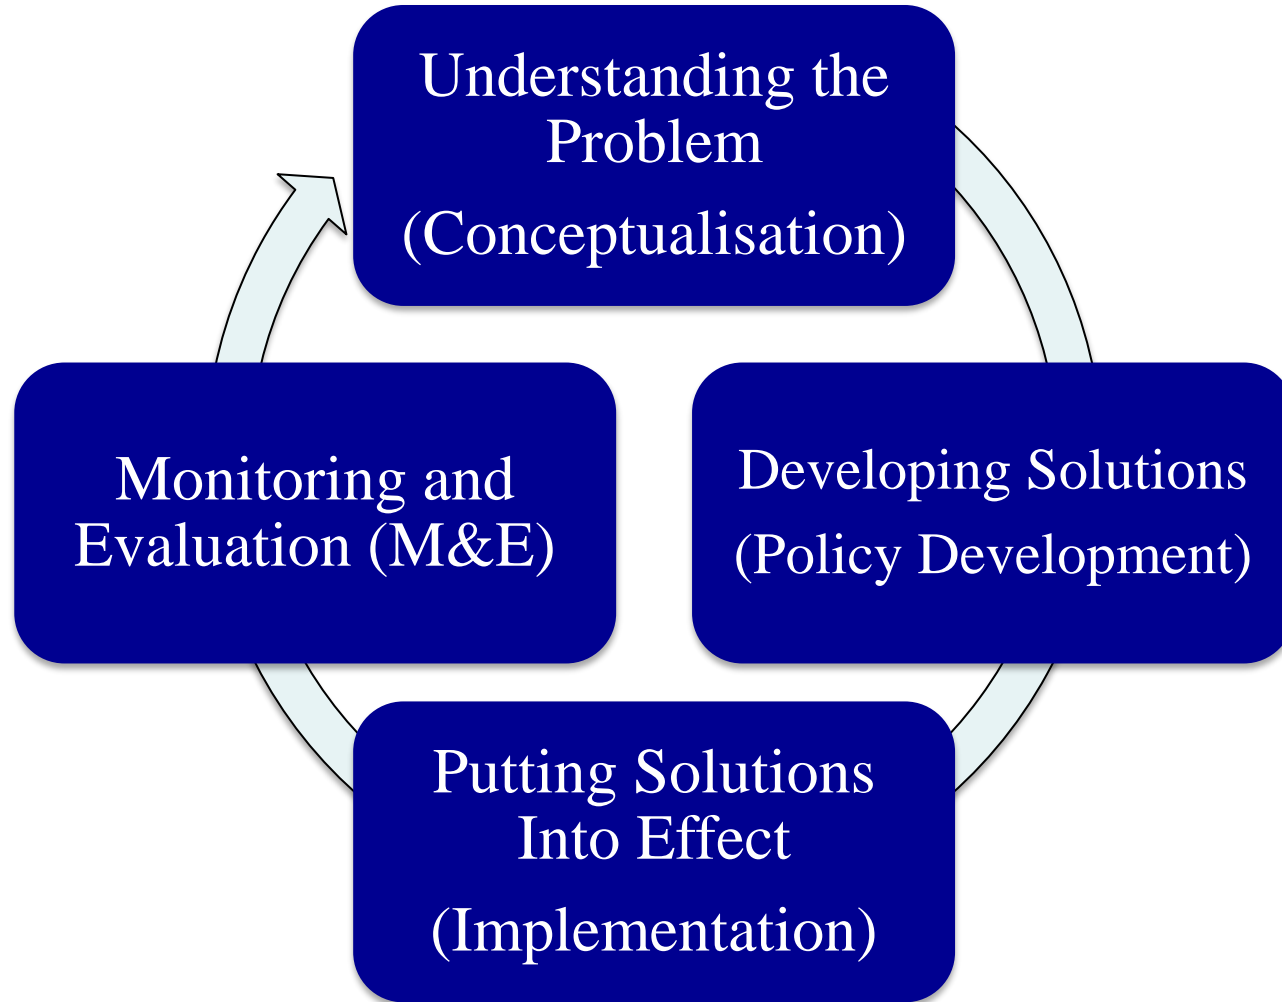 Understanding the
Problem
(Conceptualisation)
Developing Solutions
(Policy Development)
Putting Solutions
Into Effect
(Implementation)
Monitoring and
Evaluation (M&E)